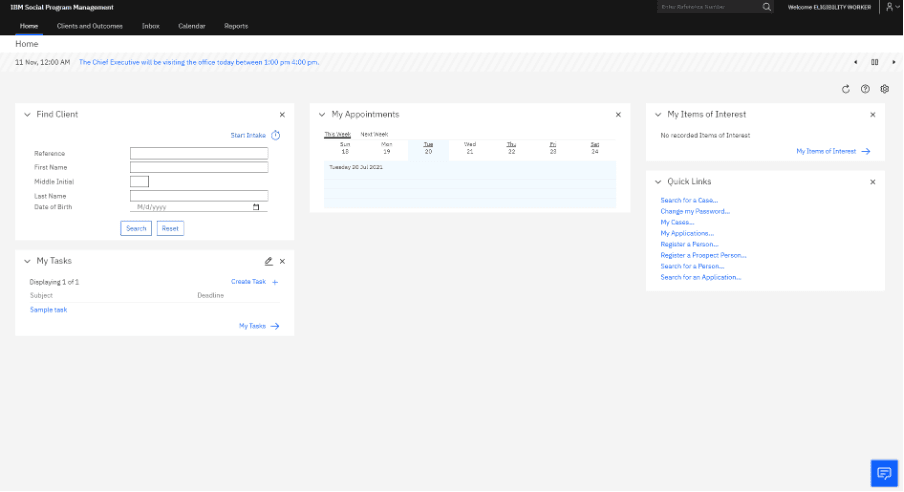 IBM Social Program Management
Enter Reference Number
Welcome ELIGIBILITY WORKER
Home
Clients and Outcomes
Inbox
Calendar
Reports
Home
11 Nov, 12:00 AM The Chief Executive will be visiting the office today between 1:00 pm 4:00 pm.
Find Client
Start Intake
Reference
First Name
Middle Initial
Last Name
Date of Birth
M/d/yyyy
Search
Reset
My Tasks
Displaying 1 of 1
Create Task +
Subject
Deadline
Sample task
My Tasks
My Appointments
This Week
Next Week
Sun Mon Tue Wed Thu Fri Sat
18 19 20 21 22 23 24
Tuesday 20 Jul 2021
My Items of Interest
No recorded Items of Interest
My Items of Interest
Quick Links
Search for a Case...
Change my Password...
My Cases...
My Applications...
Register a Person...
Register a Prospect Person...
Search for a Person...
Search for an Application...